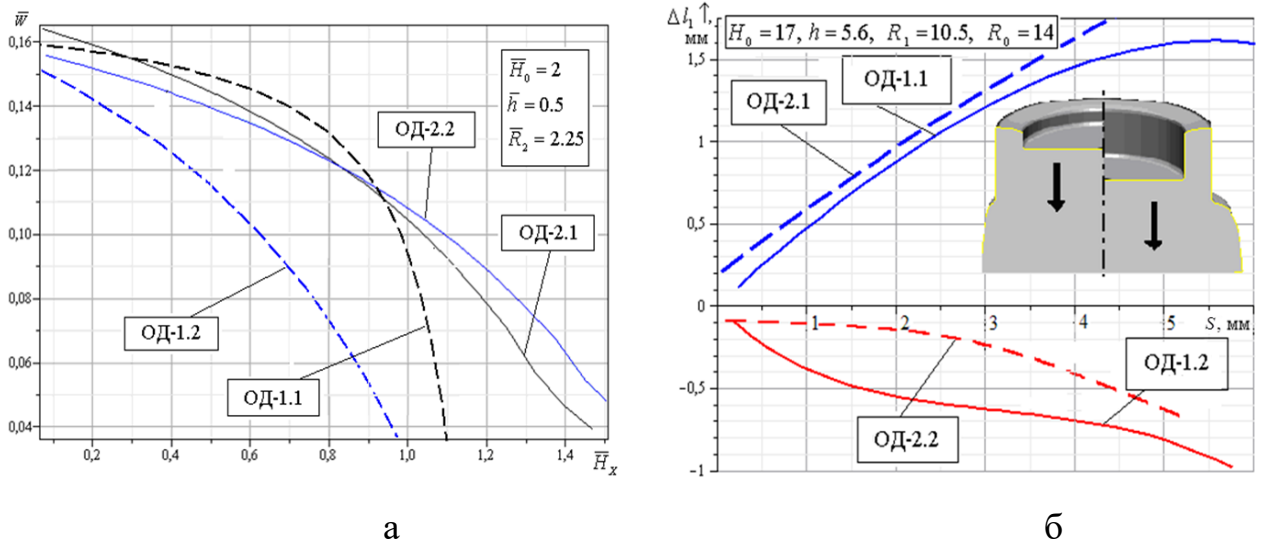 w̅
0,16
0,14
0,12
0,10
0,08
0,06
0,04
0,2
0,4
0,6
0,8
1,0
1,2
1,4
H̅x
H̅0 = 2
h̅ = 0.5
R̅2 = 2.25
ОД-2.2
ОД-2.1
ОД-1.2
ОД-1.1
а
Δl1↑,
мм
H0 = 17, h = 5.6, R1 = 10.5, R0 = 14
1,5
1
0,5
0
-0,5
-1
1
2
3
4
5
S, мм
ОД-1.1
ОД-2.1
ОД-1.2
ОД-2.2
б